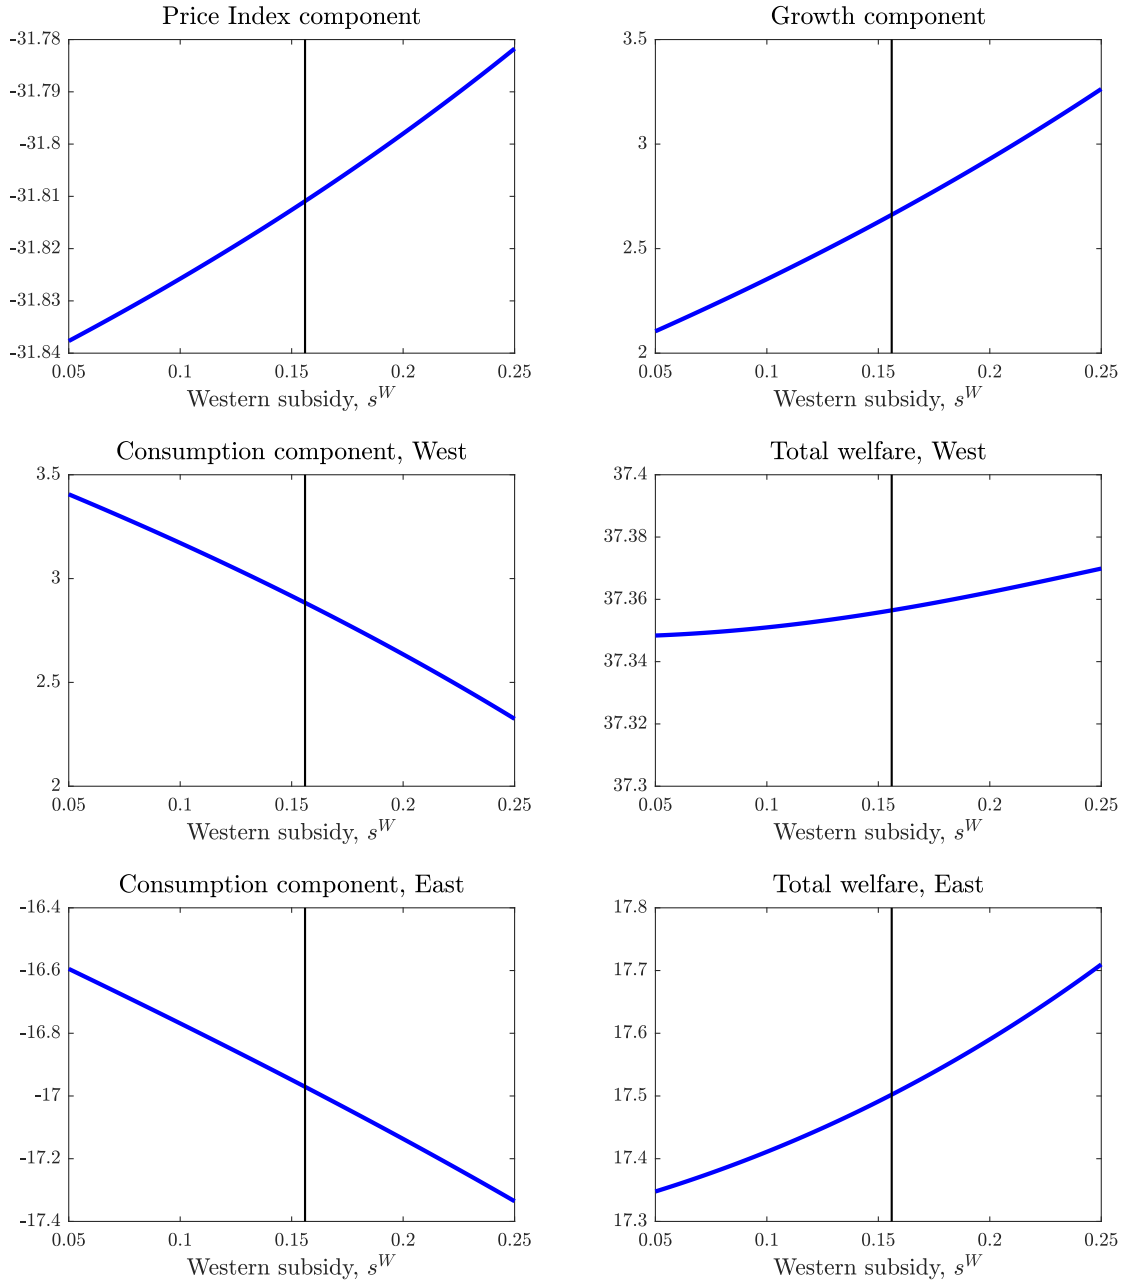 Price Index component
-31.78
-31.79
-31.8
-31.81
-31.82
-31.83
-31.84
0.05 0.1 0.15 0.2 0.25
Western subsidy, s^W
Growth component
3.5
3
2.5
2
0.05 0.1 0.15 0.2 0.25
Western subsidy, s^W
Consumption component, West
3.5
3
2.5
2
0.05 0.1 0.15 0.2 0.25
Western subsidy, s^W
Total welfare, West
37.4
37.38
37.36
37.34
37.32
37.3
0.05 0.1 0.15 0.2 0.25
Western subsidy, s^W
Consumption component, East
-16.4
-16.6
-16.8
-17
-17.2
-17.4
0.05 0.1 0.15 0.2 0.25
Western subsidy, s^W
Total welfare, East
17.8
17.7
17.6
17.5
17.4
17.3
0.05 0.1 0.15 0.2 0.25
Western subsidy, s^W